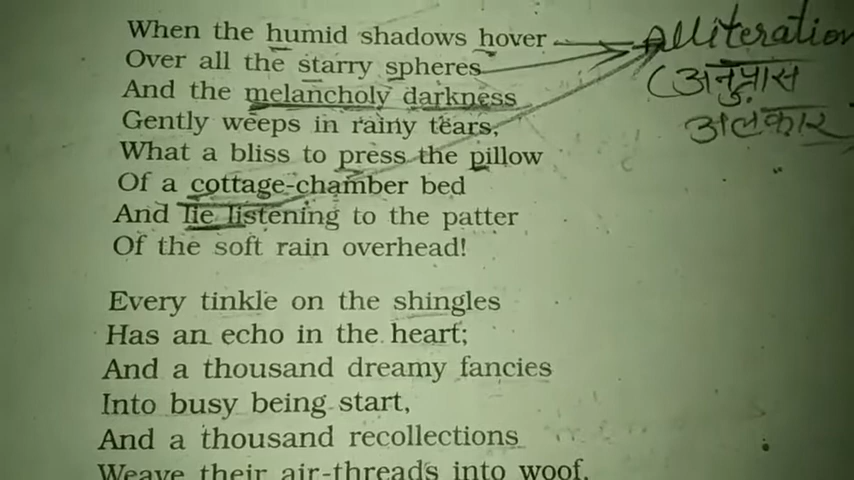 When the humid shadows hover
Over all the starry spheres
And the melancholy darkness
Gently weeps in rainy tears,
What a bliss to press the pillow
Of a cottage-chamber bed
And lie listening to the patter
Of the soft rain overhead!
Every tinkle on the shingles
Has an echo in the heart;
And a thousand dreamy fancies
Into busy being start,
And a thousand recollections
Weave their air-threads into woof,
Alliteration
(अनुप्रास
अलंकार